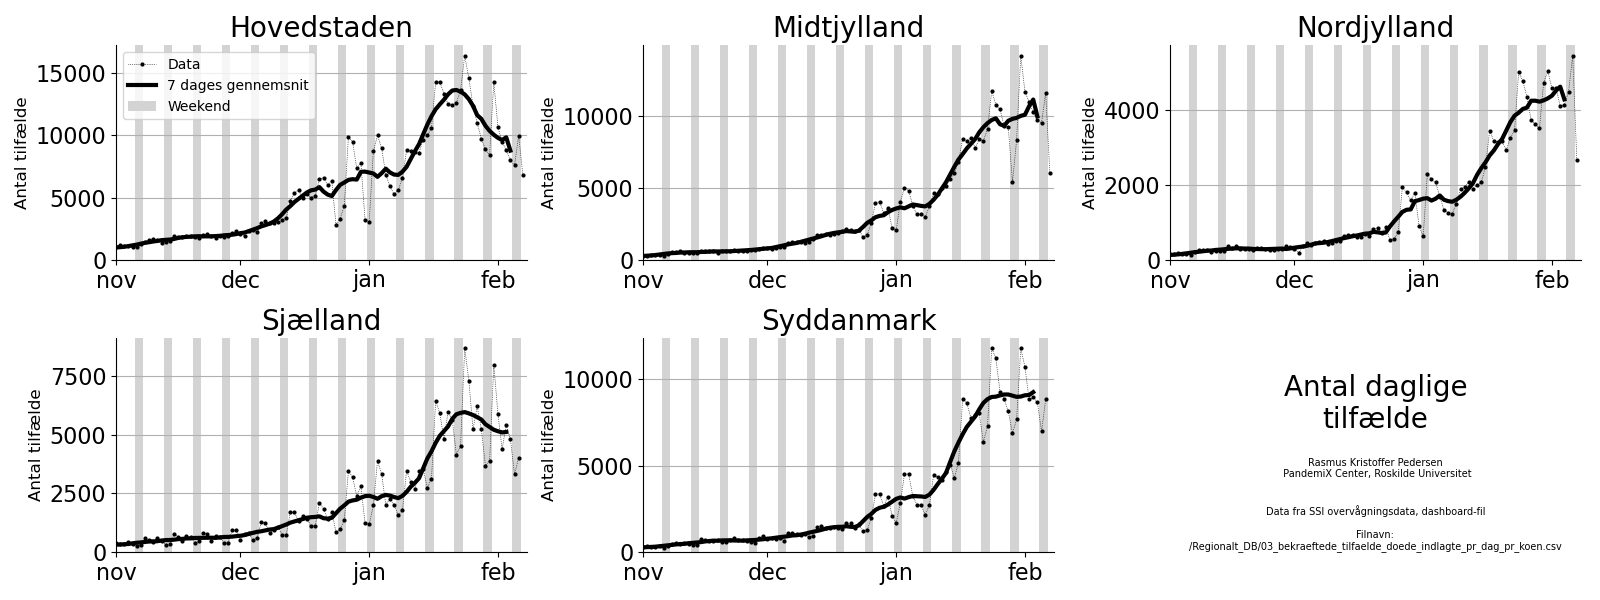 Hovedstaden
Antal tilfælde
15000
10000
5000
0
Data
7 dages gennemsnit
Weekend
nov dec jan feb
Midtjylland
Antal tilfælde
10000
5000
0
nov dec jan feb
Nordjylland
Antal tilfælde
4000
2000
0
nov dec jan feb
Sjælland
Antal tilfælde
7500
5000
2500
0
nov dec jan feb
Syddanmark
Antal tilfælde
10000
5000
0
nov dec jan feb
Antal daglige
tilfælde
Rasmus Kristoffer Pedersen
PandemiX Center, Roskilde Universitet
Data fra SSI overvågningsdata, dashboard-fil
Filnavn:
/Regionalt_DB/03_bekraeftede_tilfaelde_doede_indlagte_pr_dag_pr_koen.csv